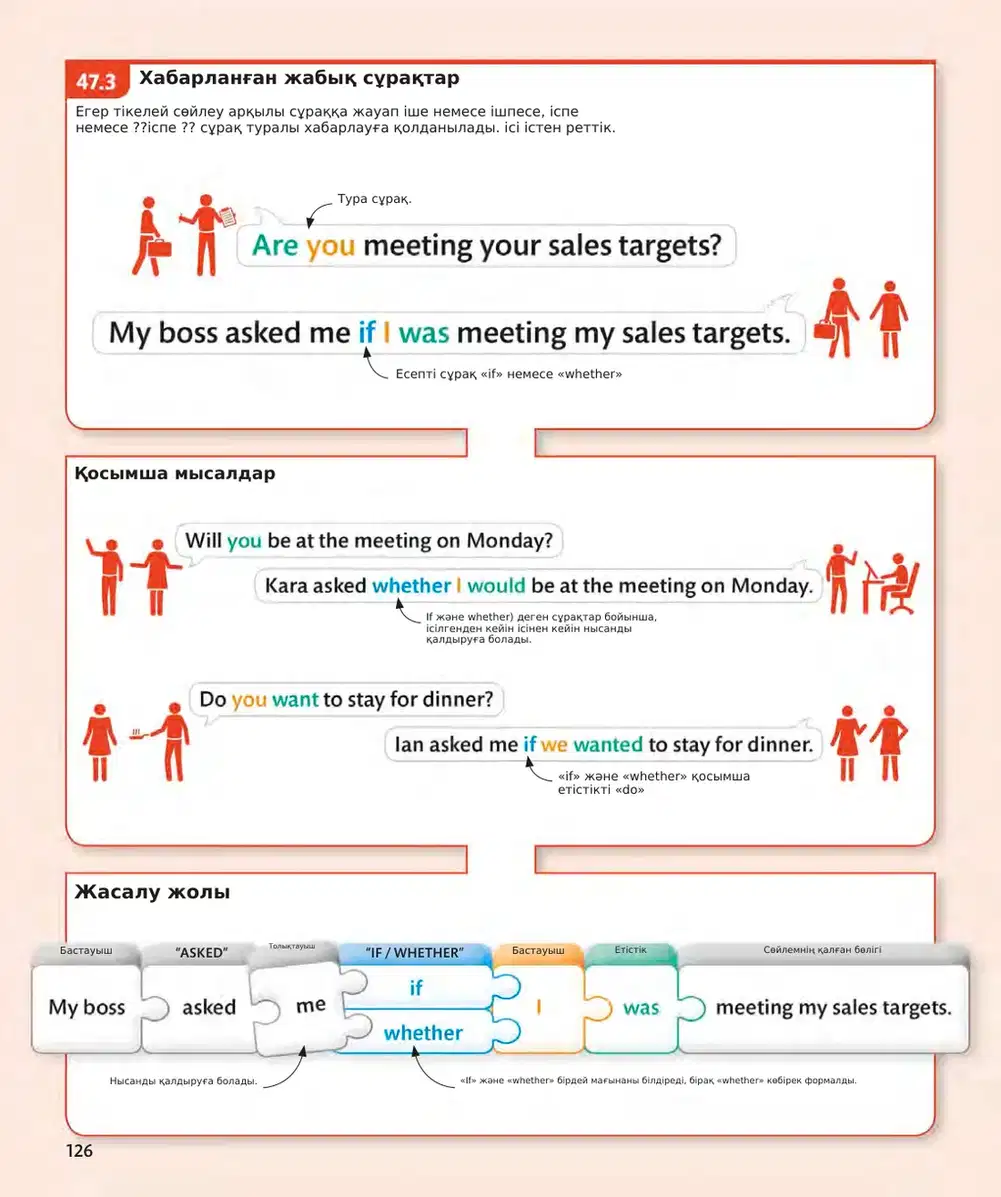 47.3 Хабарланған жабық сұрақтар
Егер тікелей сөйлеу арқылы сұраққа жауап іше немесе ішпесе, іспе
немесе ??іспе ?? сұрақ туралы хабарлауға қолданылады. ісі істен реттік.
Тура сұрақ.
Are you meeting your sales targets?
My boss asked me if I was meeting my sales targets.
Есепті сұрақ «if» немесе «whether»
Қосымша мысалдар
Will you be at the meeting on Monday?
Kara asked whether I would be at the meeting on Monday.
If және whether) деген сұрақтар бойынша,
ісілгенден кейін ісінен кейін нысанды
қалдыруға болады.
Do you want to stay for dinner?
Ian asked me if we wanted to stay for dinner.
«if» және «whether» қосымша
етістікті «do»
Жасалу жолы
Бастауыш "ASKED" Толықтауыш "IF / WHETHER" Бастауыш Етістік Сөйлемнің қалған бөлігі
if
My boss asked me I was meeting my sales targets.
whether
Нысанды қалдыруға болады.
«If» және «whether» бірдей мағынаны білдіреді, бірақ «whether» көбірек формалды.
126